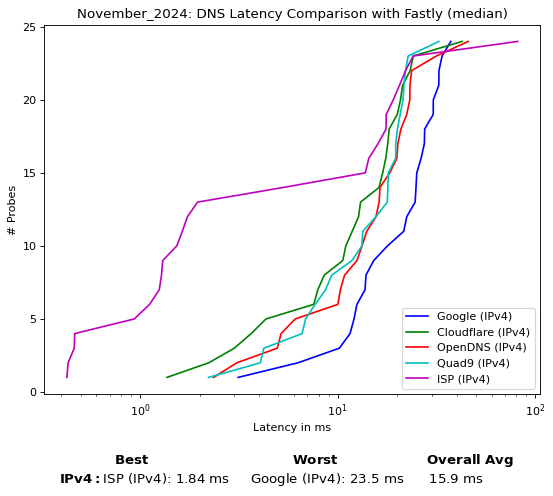 November_2024: DNS Latency Comparison with Fastly (median)
25
20
15
10
5
0
# Probes
Google (IPv4)
Cloudflare (IPv4)
OpenDNS (IPv4)
Quad9 (IPv4)
ISP (IPv4)
10⁰ 10¹ 10²
Latency in ms
Best Worst Overall Avg
IPv4: ISP (IPv4): 1.84 ms Google (IPv4): 23.5 ms 15.9 ms